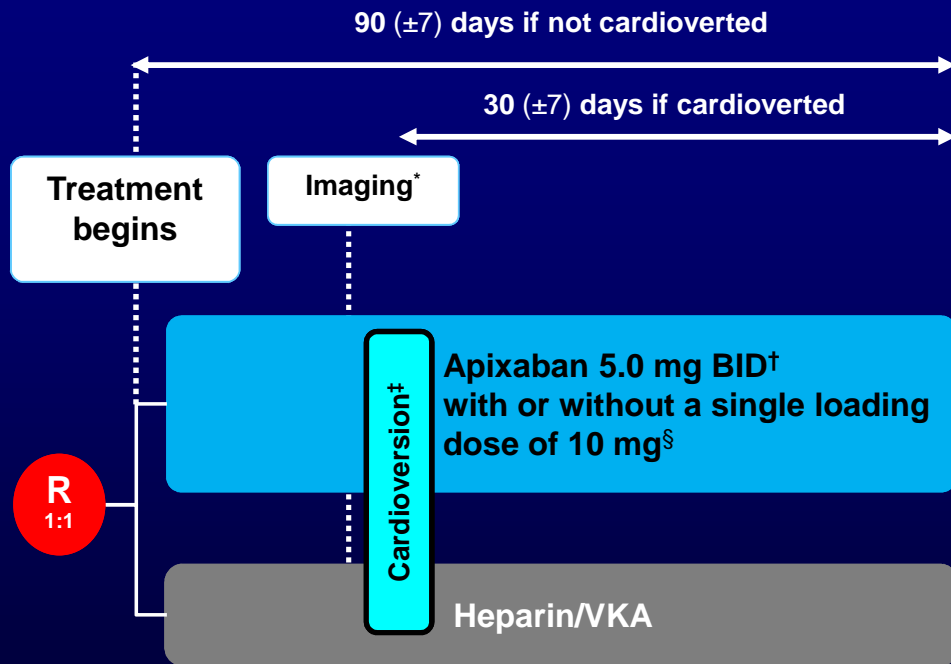 90 (±7) days if not cardioverted
30 (±7) days if cardioverted
Treatment
begins
Imaging*
Apixaban 5.0 mg BID†
with or without a single loading
dose of 10 mg§
Cardioversion‡
R
1:1
Heparin/VKA